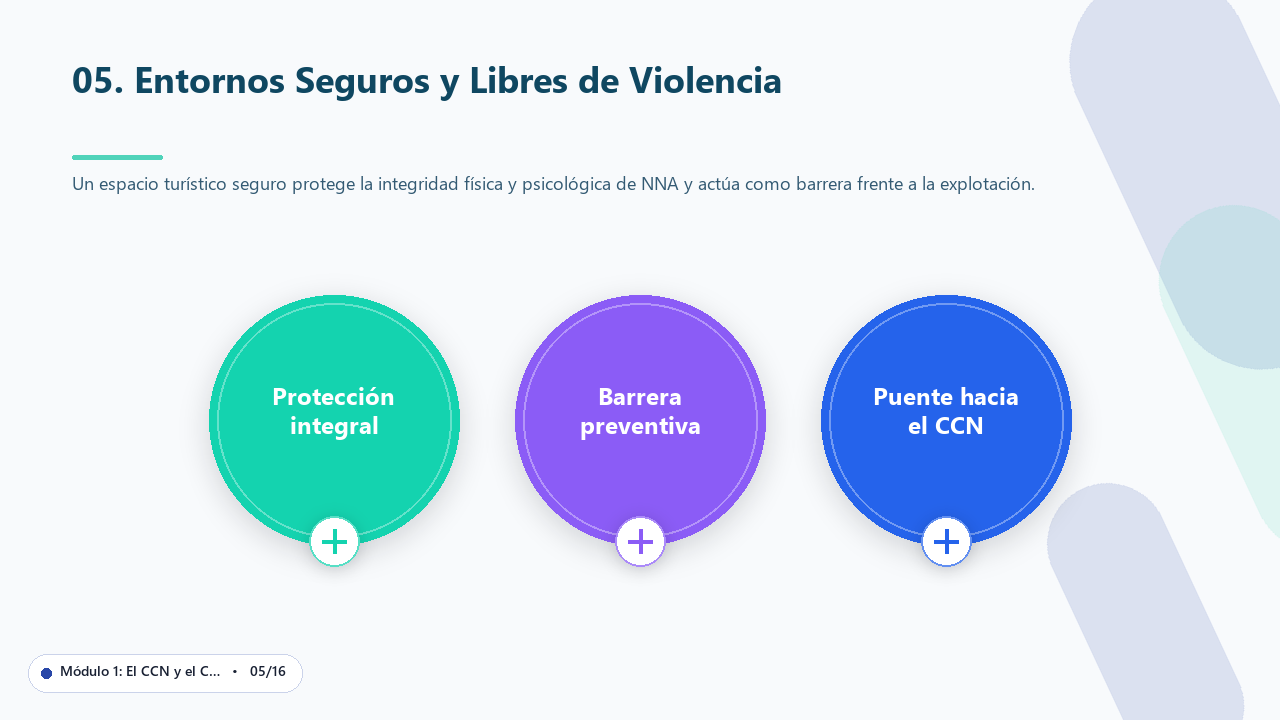 05. Entornos Seguros y Libres de Violencia
Un espacio turístico seguro protege la integridad física y psicológica de NNA y actúa como barrera frente a la explotación.
Protección
integral
Barrera
preventiva
Puente hacia
el CCN
Módulo 1: El CCN y el C... • 05/16